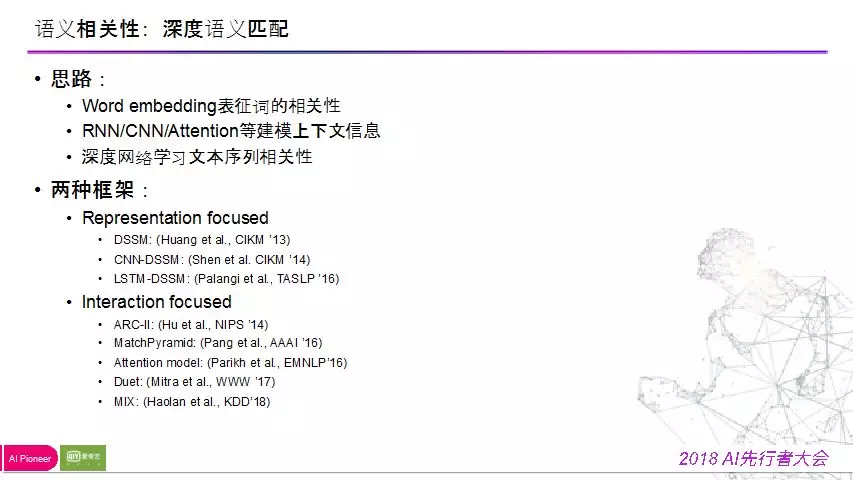 语义相关性：深度语义匹配
• 思路：
• Word embedding表征词的相关性
• RNN/CNN/Attention等建模上下文信息
• 深度网络学习文本序列相关性
• 两种框架：
• Representation focused
• DSSM: (Huang et al., CIKM ’13)
• CNN-DSSM: (Shen et al. CIKM ’14)
• LSTM-DSSM: (Palangi et al., TASLP ’16)
• Interaction focused
• ARC-II: (Hu et al., NIPS ’14)
• MatchPyramid: (Pang et al., AAAI ’16)
• Attention model: (Parikh et al., EMNLP’16)
• Duet: (Mitra et al., WWW ’17)
• MIX: (Haolan et al., KDD’18)
AI Pioneer
QIYI 爱奇艺
2018 AI先行者大会